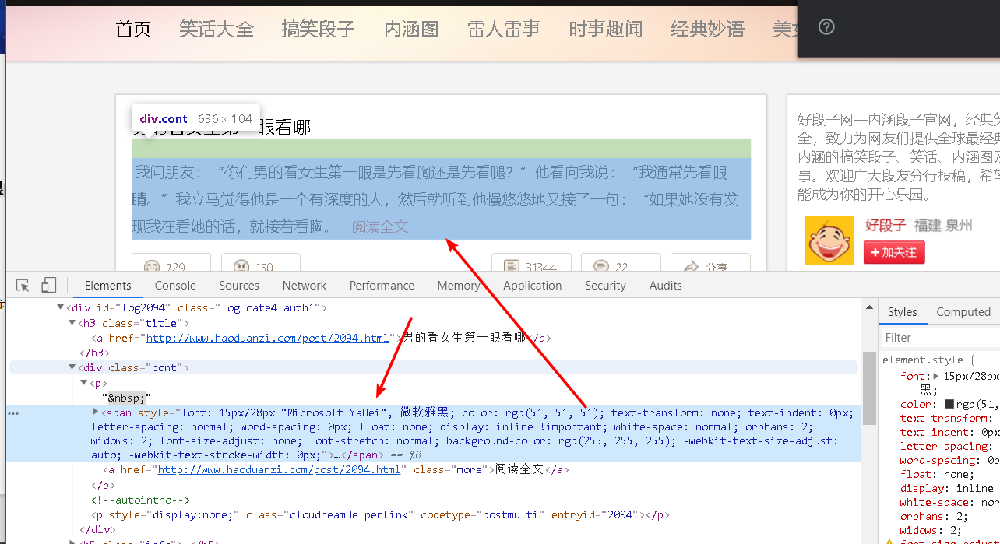 首页 笑话大全 搞笑段子 内涵图 雷人雷事 时事趣闻 经典妙语 美女
div.cont 636 × 104
眼看哪
我问朋友：“你们男的看女生第一眼是先看胸还是先看腿？”他看向我说：“我通常先看眼
睛。”我立马觉得他是一个有深度的人，然后就听到他慢悠悠地又接了一句：“如果她没有发
现我在看她的话，就接着看胸。 阅读全文
729 150 31344 22 分享
好段子网—内涵段子官网，经典笑
全，致力为网友们提供全球最经典
内涵的搞笑段子、笑话、内涵图及
事。欢迎广大段友分行投稿，希望
能成为你的开心乐园。
好段子 福建 泉州
+加关注
Elements Console Sources Network Performance Memory Application Security Audits
<div id="log2094" class="log cate4 auth1">
<h3 class="title">
<a href="http://www.haoduanzi.com/post/2094.html">男的看女生第一眼看哪</a>
</h3>
<div class="cont">
<p>
"&nbsp;"
<span style="font: 15px/28px "Microsoft YaHei", 微软雅黑; color: rgb(51, 51, 51); text-transform: none; text-indent: 0px;
letter-spacing: normal; word-spacing: 0px; float: none; display: inline !important; white-space: normal; orphans: 2;
widows: 2; font-size-adjust: none; font-stretch: normal; background-color: rgb(255, 255, 255); -webkit-text-size-adjust:
auto; -webkit-text-stroke-width: 0px;">…</span> == $0
<a href="http://www.haoduanzi.com/post/2094.html" class="more">阅读全文</a>
</p>
<!--autointro-->
<p style="display:none;" class="cloudreamHelperLink" codetype="postmulti" entryid="2094"></p>
</div>
<h5 class="info">…</h5>
Styles Computed
Filter
element.style {
font: 15px/28px
黑;
color: rgb(51,
text-transform:
text-indent: 0p
letter-spacing:
word-spacing: 0p
float: none;
display: inline
white-space: nor
orphans: 2;
widows: 2;
font-size-adjust